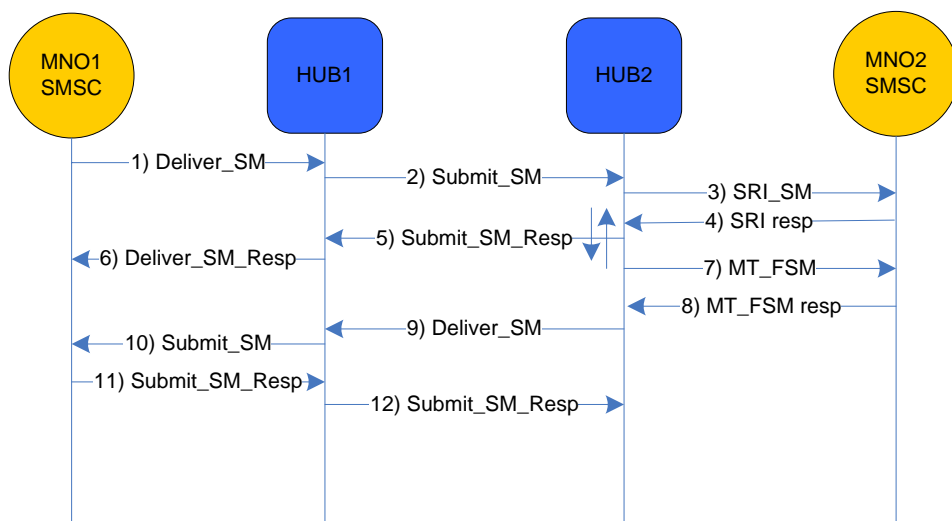 MNO1
SMSC
HUB1
HUB2
MNO2
SMSC
1) Deliver_SM
2) Submit_SM
3) SRI_SM
4) SRI resp
5) Submit_SM_Resp
6) Deliver_SM_Resp
7) MT_FSM
8) MT_FSM resp
9) Deliver_SM
10) Submit_SM
11) Submit_SM_Resp
12) Submit_SM_Resp